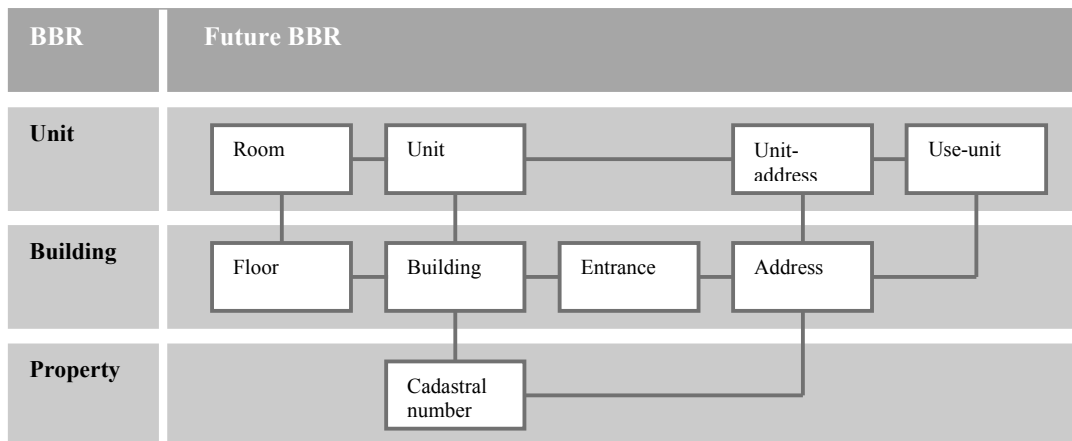 BBR
Future BBR
Unit
Room
Unit
Unit-
address
Use-unit
Building
Floor
Building
Entrance
Address
Property
Cadastral
number